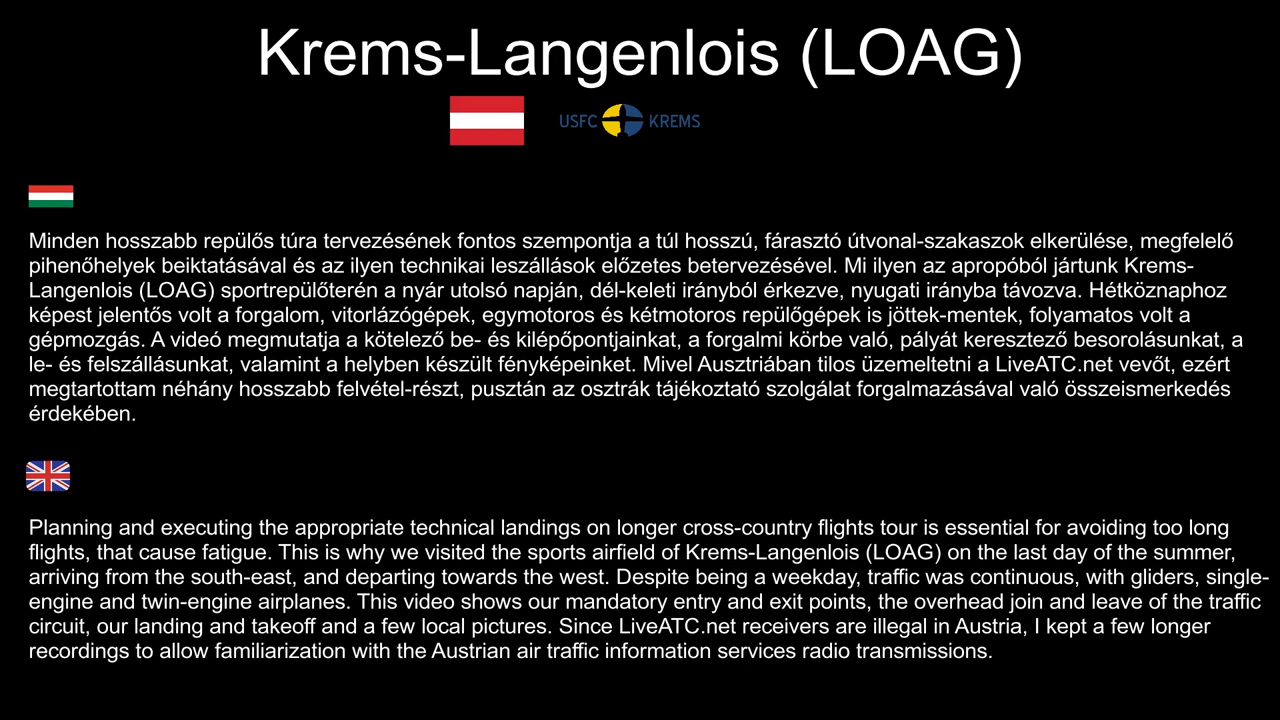 Krems-Langenlois (LOAG)
USFC KREMS
Minden hosszabb repülős túra tervezésének fontos szempontja a túl hosszú, fárasztó útvonal-szakaszok elkerülése, megfelelő
pihenőhelyek beiktatásával és az ilyen technikai leszállások előzetes betervezésével. Mi ilyen az apropóból jártunk Krems-
Langenlois (LOAG) sportrepülőterén a nyár utolsó napján, dél-keleti irányból érkezve, nyugati irányba távozva. Hétköznaphoz
képest jelentős volt a forgalom, vitorlázógépek, egymotoros és kétmotoros repülőgépek is jöttek-mentek, folyamatos volt a
gépmozgás. A videó megmutatja a kötelező be- és kilépőpontjainkat, a forgalmi körbe való, pályát keresztező besorolásunkat, a
le- és felszállásunkat, valamint a helyben készült fényképeinket. Mivel Ausztriában tilos üzemeltetni a LiveATC.net vevőt, ezért
megtartottam néhány hosszabb felvétel-részt, pusztán az osztrák tájékoztató szolgálat forgalmazásával való összeismerkedés
érdekében.
Planning and executing the appropriate technical landings on longer cross-country flights tour is essential for avoiding too long
flights, that cause fatigue. This is why we visited the sports airfield of Krems-Langenlois (LOAG) on the last day of the summer,
arriving from the south-east, and departing towards the west. Despite being a weekday, traffic was continuous, with gliders, single-
engine and twin-engine airplanes. This video shows our mandatory entry and exit points, the overhead join and leave of the traffic
circuit, our landing and takeoff and a few local pictures. Since LiveATC.net receivers are illegal in Austria, I kept a few longer
recordings to allow familiarization with the Austrian air traffic information services radio transmissions.